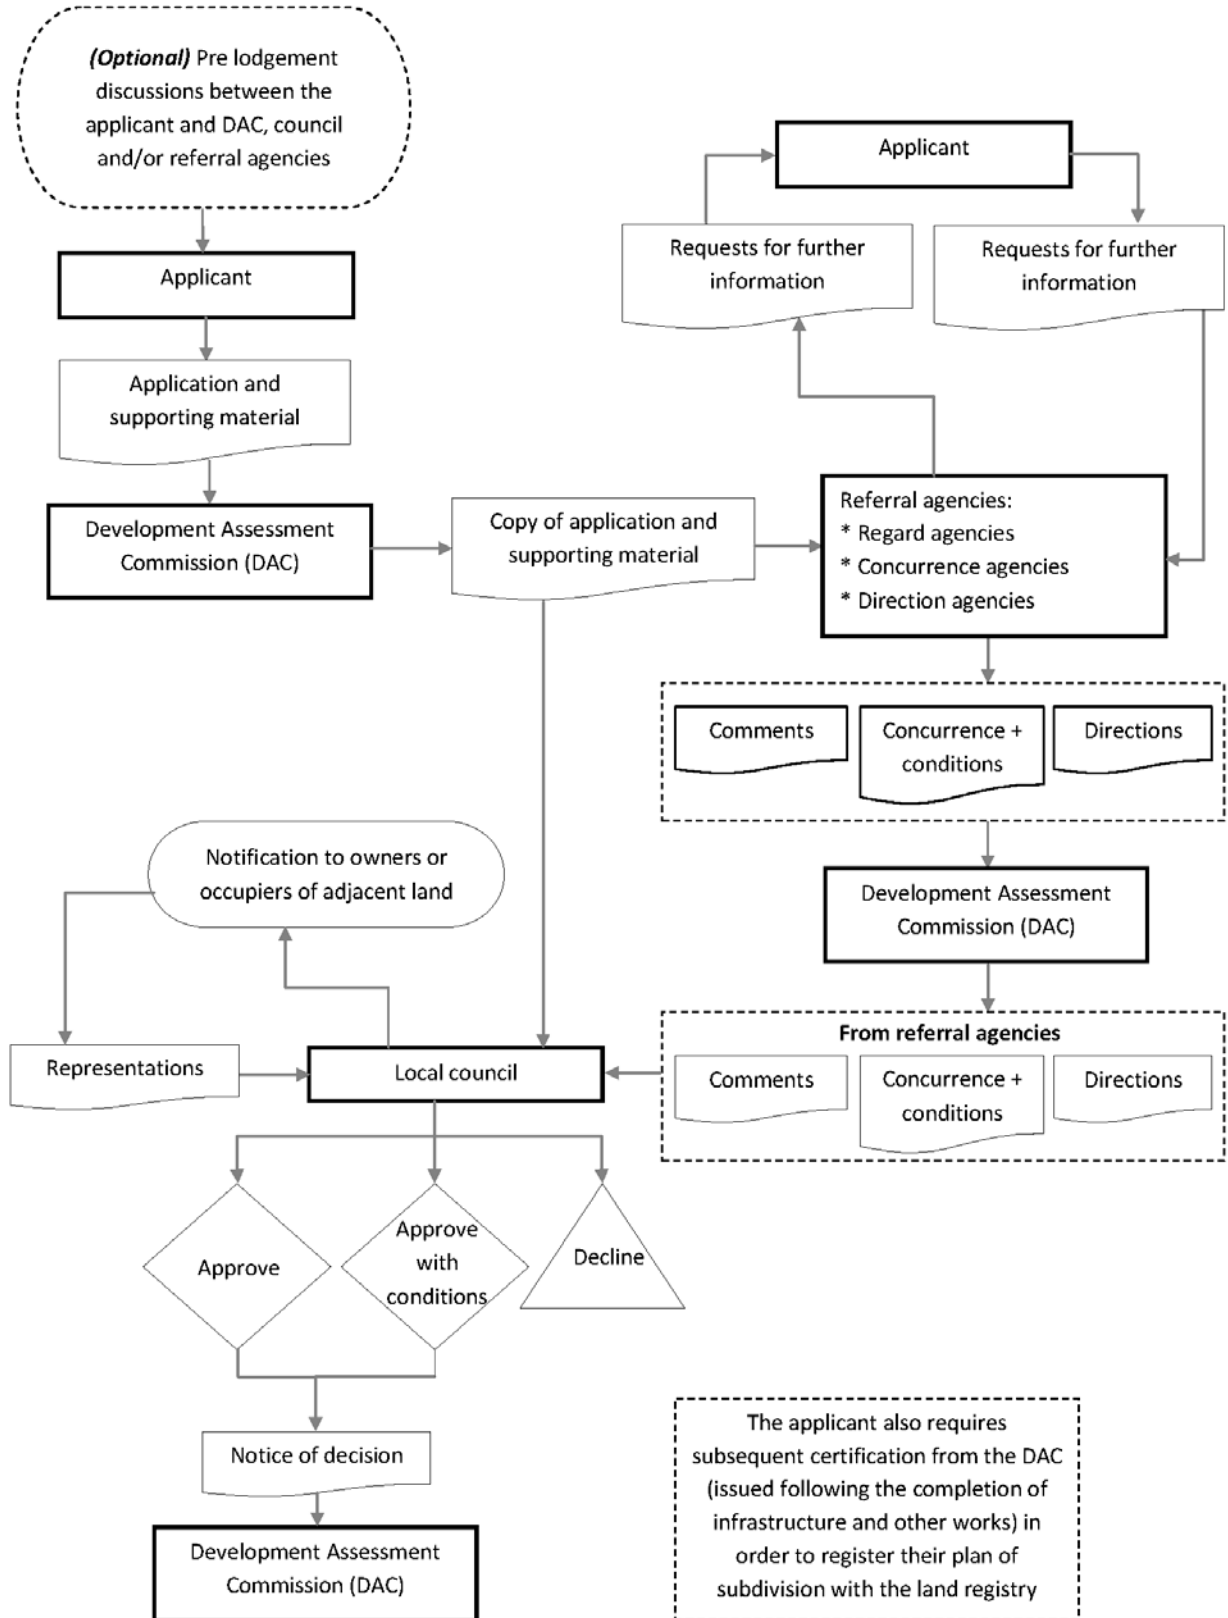 (Optional) Pre lodgement
discussions between the
applicant and DAC, council
and/or referral agencies
Applicant
Application and
supporting material
Development Assessment
Commission (DAC)
Copy of application and
supporting material
Applicant
Requests for further
information
Requests for further
information
Referral agencies:
* Regard agencies
* Concurrence agencies
* Direction agencies
Comments
Concurrence +
conditions
Directions
Development Assessment
Commission (DAC)
From referral agencies
Comments
Concurrence +
conditions
Directions
Notification to owners or
occupiers of adjacent land
Representations
Local council
Approve
Approve
with
conditions
Decline
Notice of decision
Development Assessment
Commission (DAC)
The applicant also requires
subsequent certification from the DAC
(issued following the completion of
infrastructure and other works) in
order to register their plan of
subdivision with the land registry